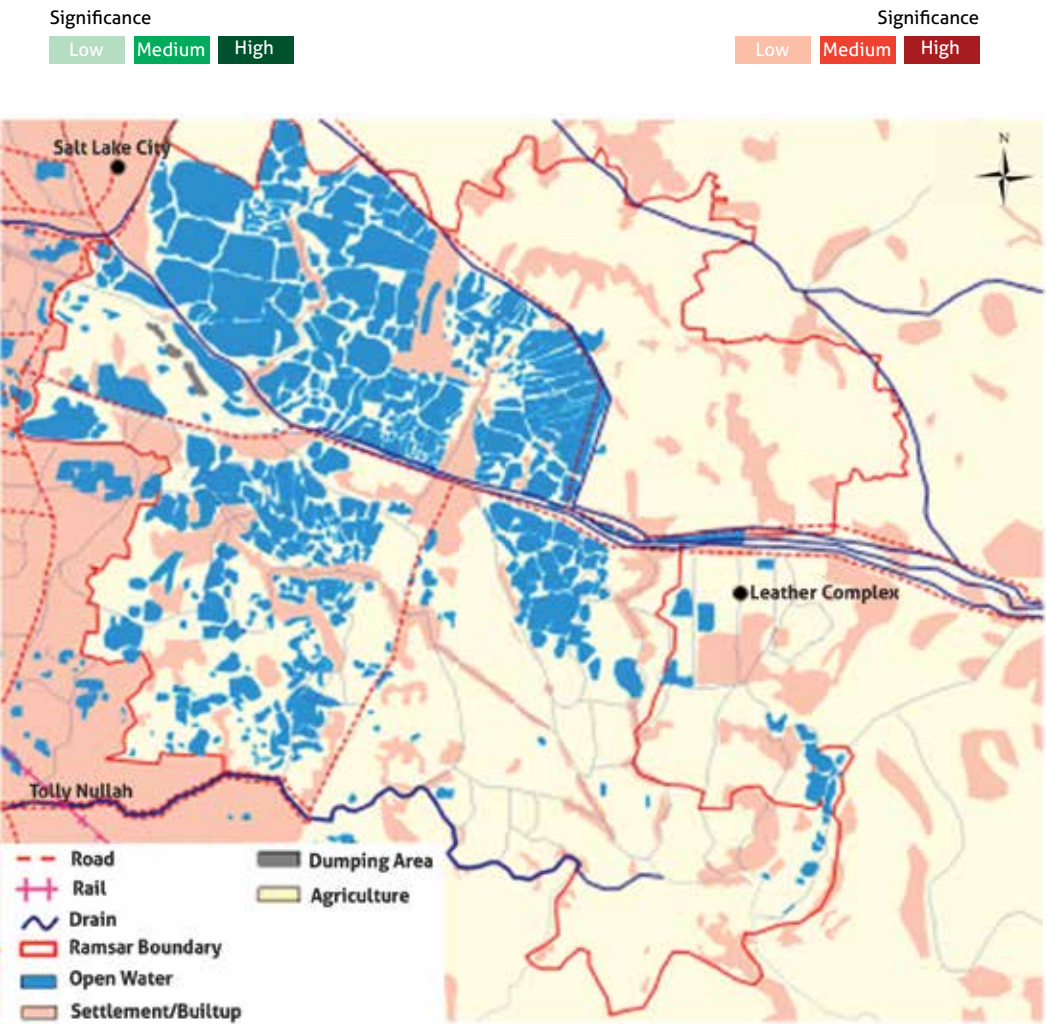 Significance
Low Medium High
Significance
Low Medium High
N
Salt Lake City
Leather Complex
Tolly Nullah
Road
Rail
Drain
Ramsar Boundary
Open Water
Settlement/Builtup
Dumping Area
Agriculture